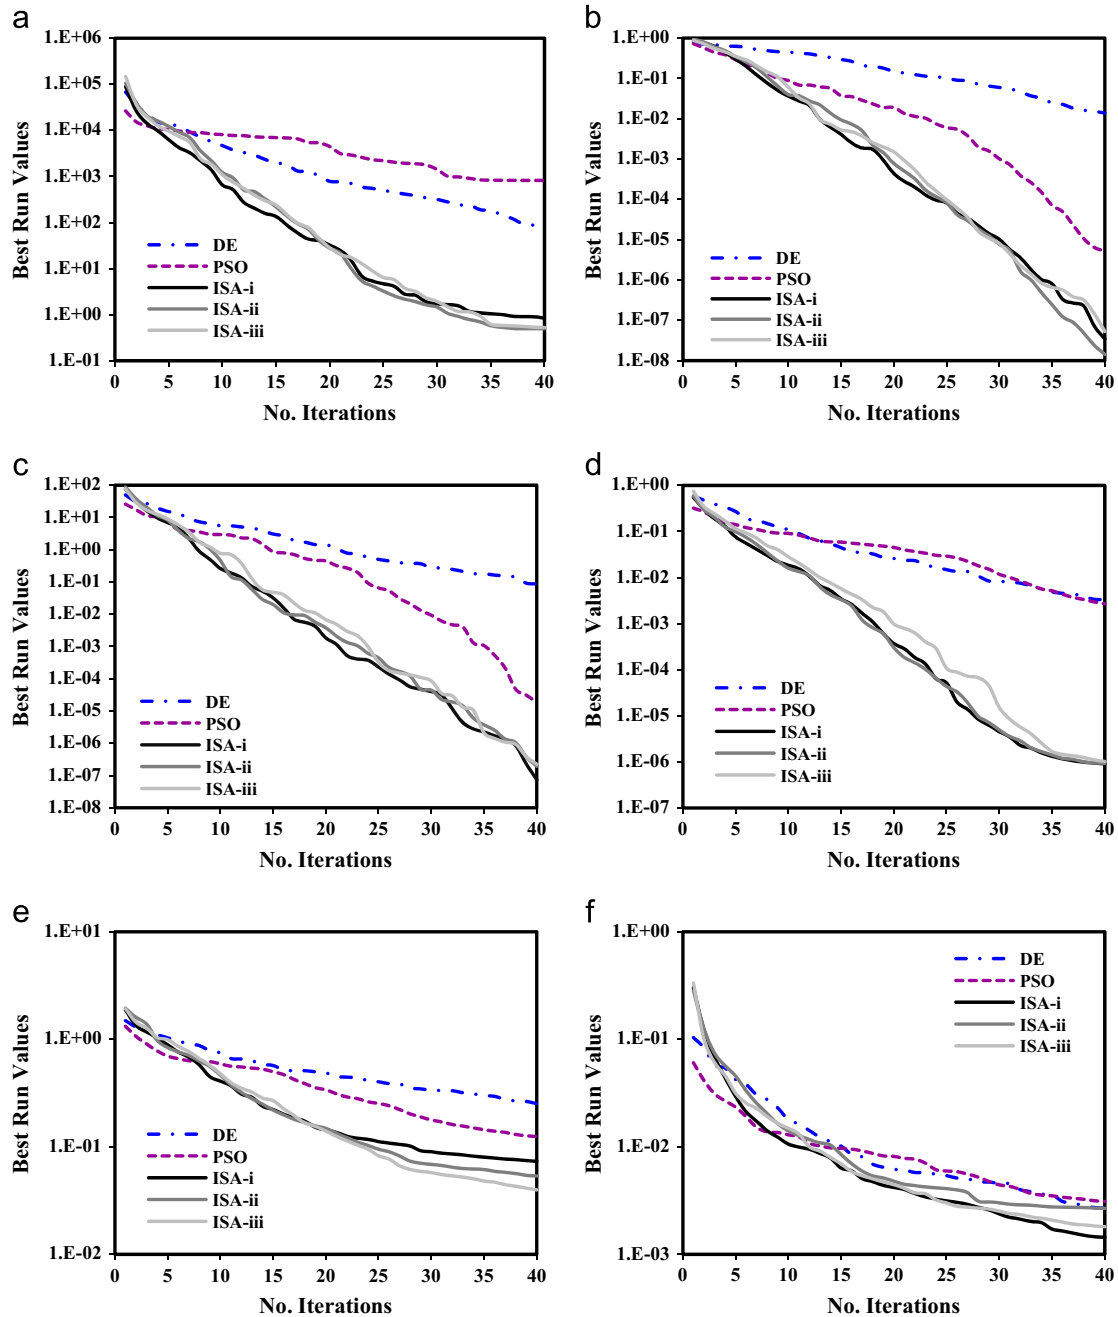 a
1.E+06
1.E+05
1.E+04
1.E+03
1.E+02
1.E+01
1.E+00
1.E-01
Best Run Values
DE
PSO
ISA-i
ISA-ii
ISA-iii
0 5 10 15 20 25 30 35 40
No. Iterations
b
1.E+00
1.E-01
1.E-02
1.E-03
1.E-04
1.E-05
1.E-06
1.E-07
1.E-08
Best Run Values
DE
PSO
ISA-i
ISA-ii
ISA-iii
0 5 10 15 20 25 30 35 40
No. Iterations
c
1.E+02
1.E+01
1.E+00
1.E-01
1.E-02
1.E-03
1.E-04
1.E-05
1.E-06
1.E-07
1.E-08
Best Run Values
DE
PSO
ISA-i
ISA-ii
ISA-iii
0 5 10 15 20 25 30 35 40
No. Iterations
d
1.E+00
1.E-01
1.E-02
1.E-03
1.E-04
1.E-05
1.E-06
1.E-07
Best Run Values
DE
PSO
ISA-i
ISA-ii
ISA-iii
0 5 10 15 20 25 30 35 40
No. Iterations
e
1.E+01
1.E+00
1.E-01
1.E-02
Best Run Values
DE
PSO
ISA-i
ISA-ii
ISA-iii
0 5 10 15 20 25 30 35 40
No. Iterations
f
1.E+00
1.E-01
1.E-02
1.E-03
Best Run Values
DE
PSO
ISA-i
ISA-ii
ISA-iii
0 5 10 15 20 25 30 35 40
No. Iterations